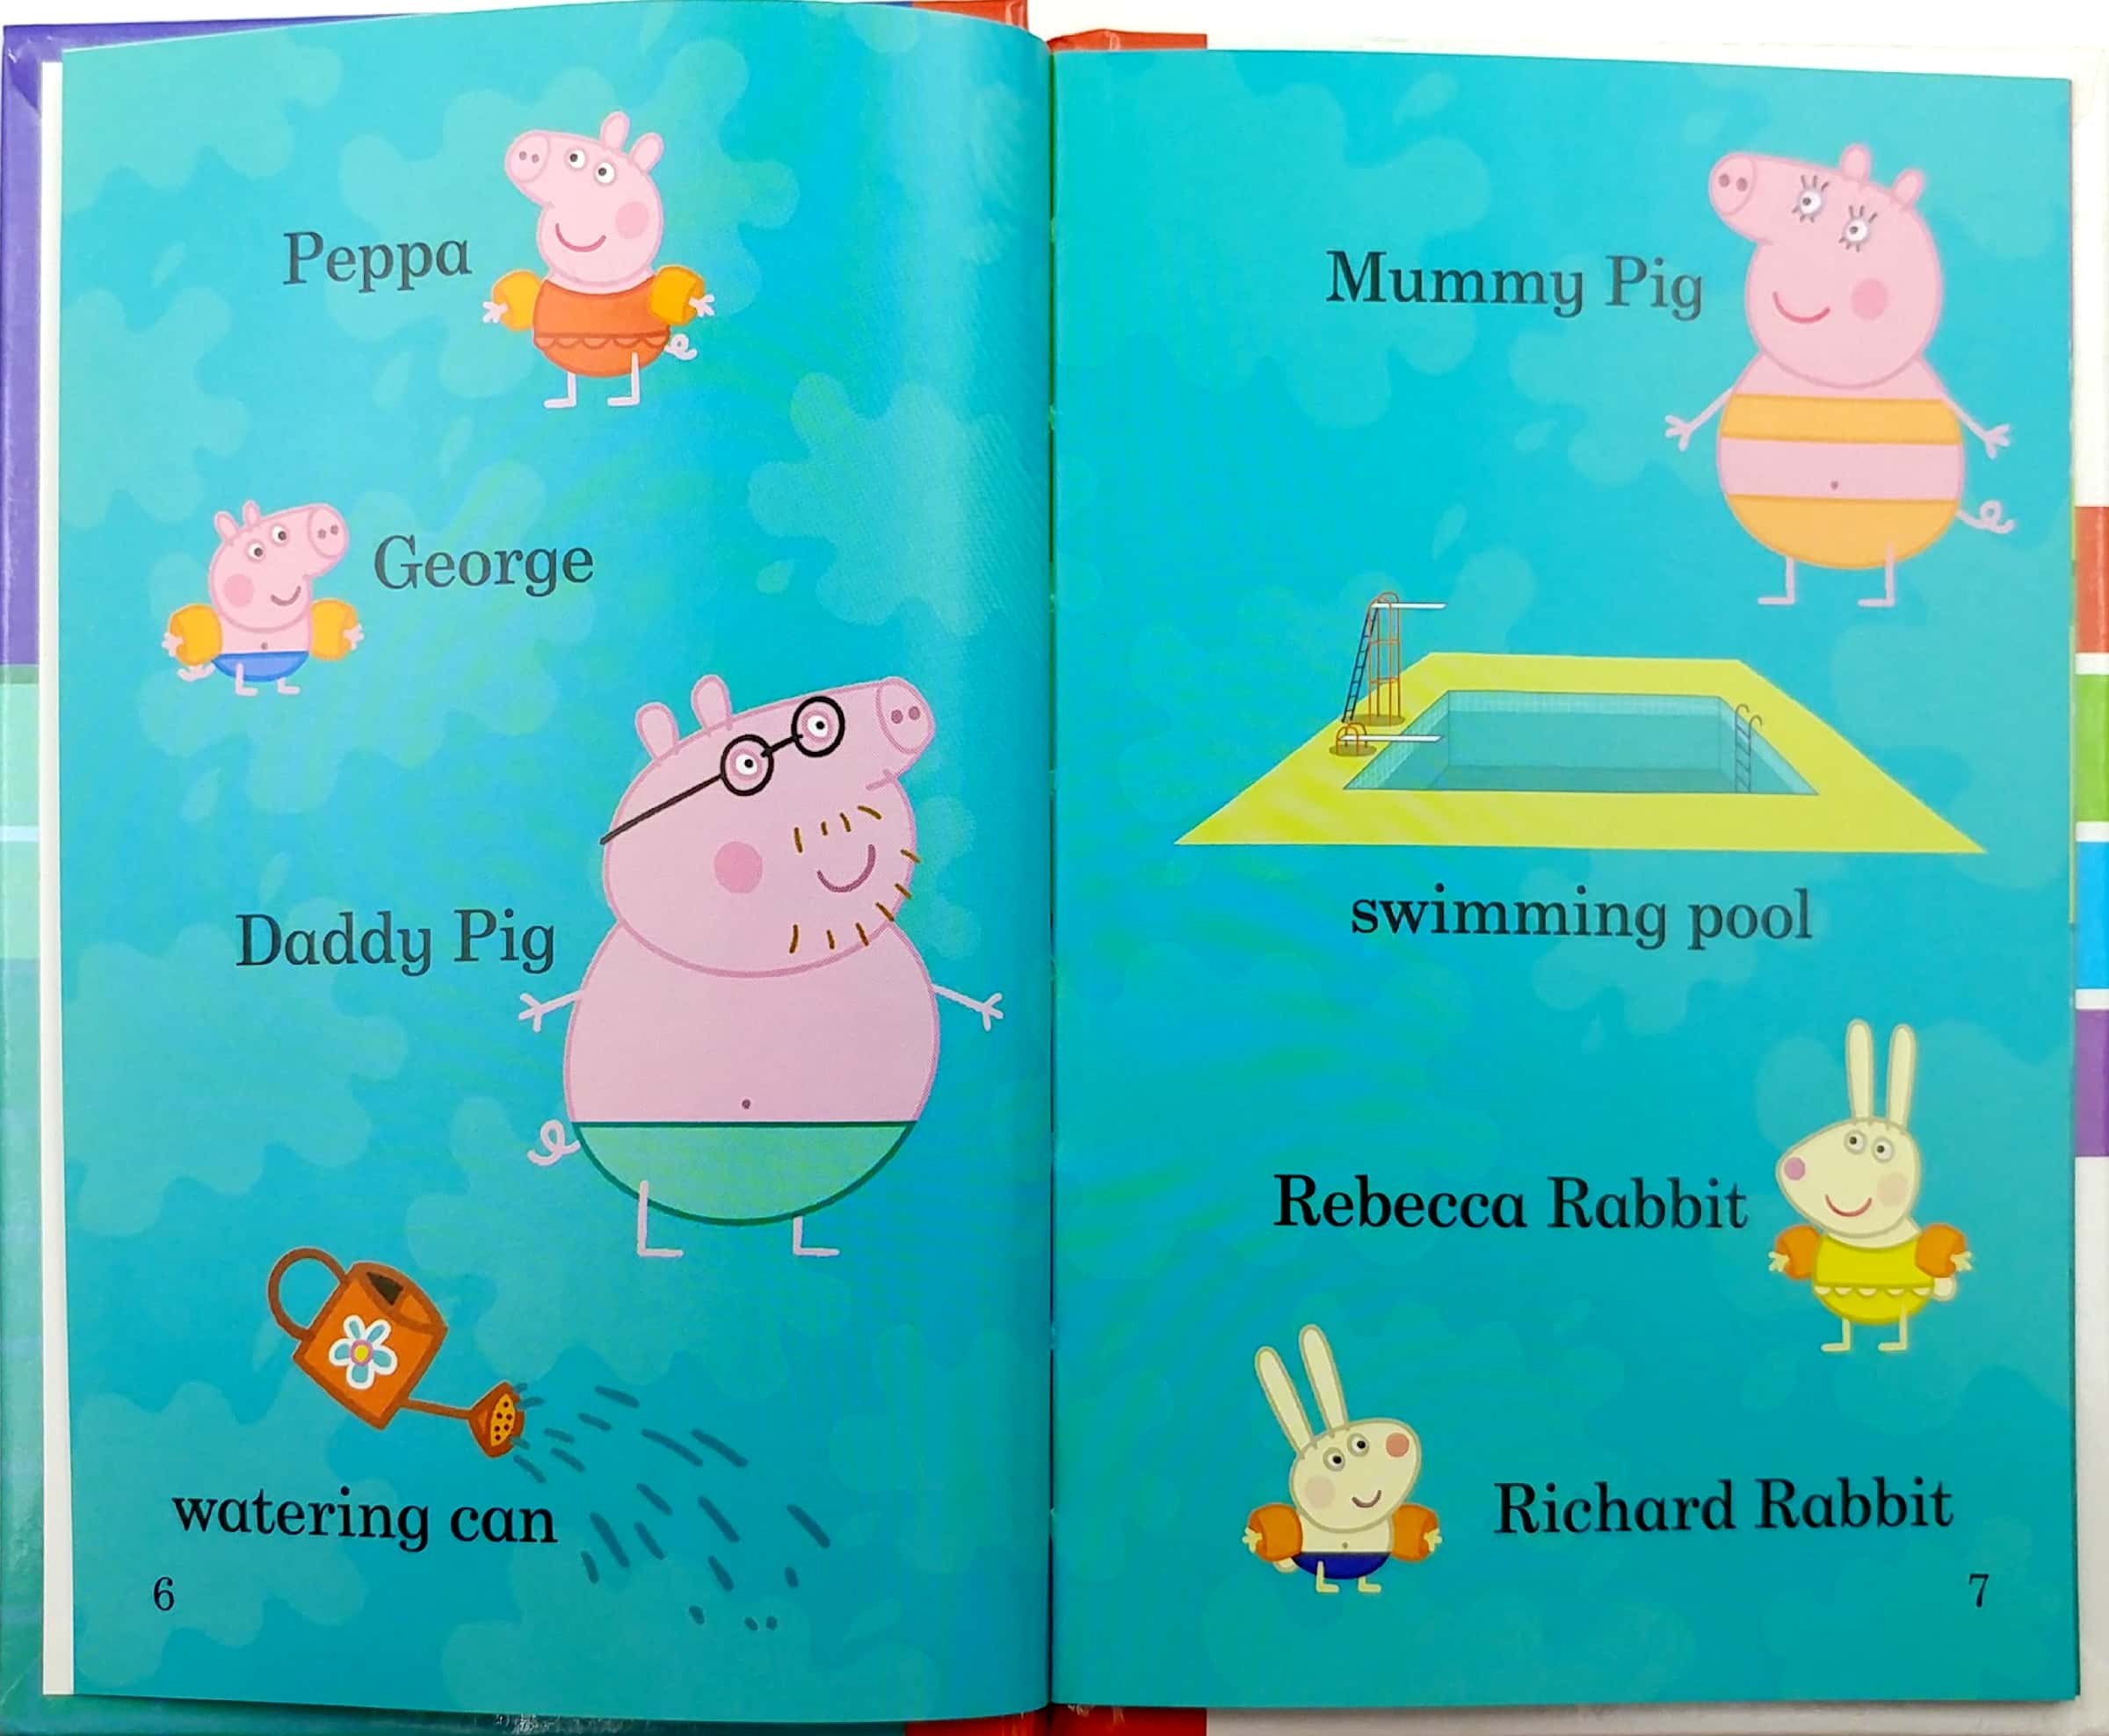 Peppa
George
Daddy Pig
watering can
6
Mummy Pig
swimming pool
Rebecca Rabbit
Richard Rabbit
7